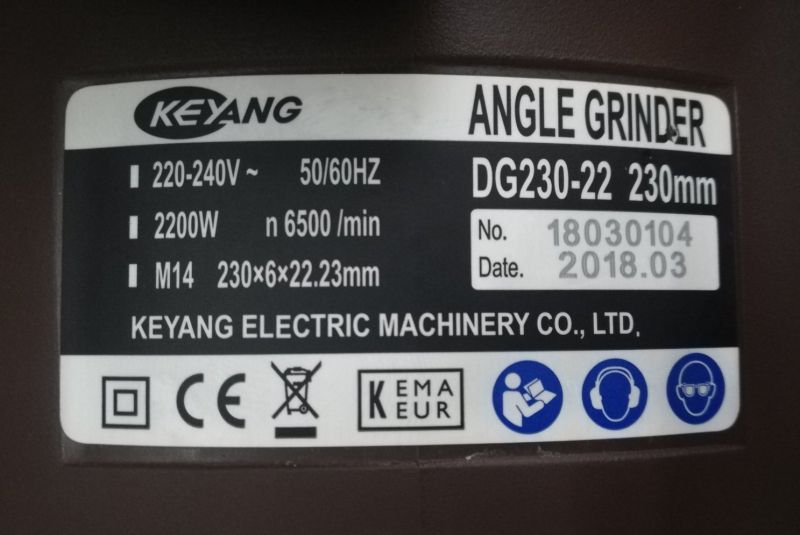 KEYANG
ANGLE GRINDER
220-240V ~ 50/60HZ
2200W n 6500 /min
M14 230×6×22.23mm
DG230-22 230mm
No. 18030104
Date. 2018.03
KEYANG ELECTRIC MACHINERY CO., LTD.
CE
KEMA
EUR